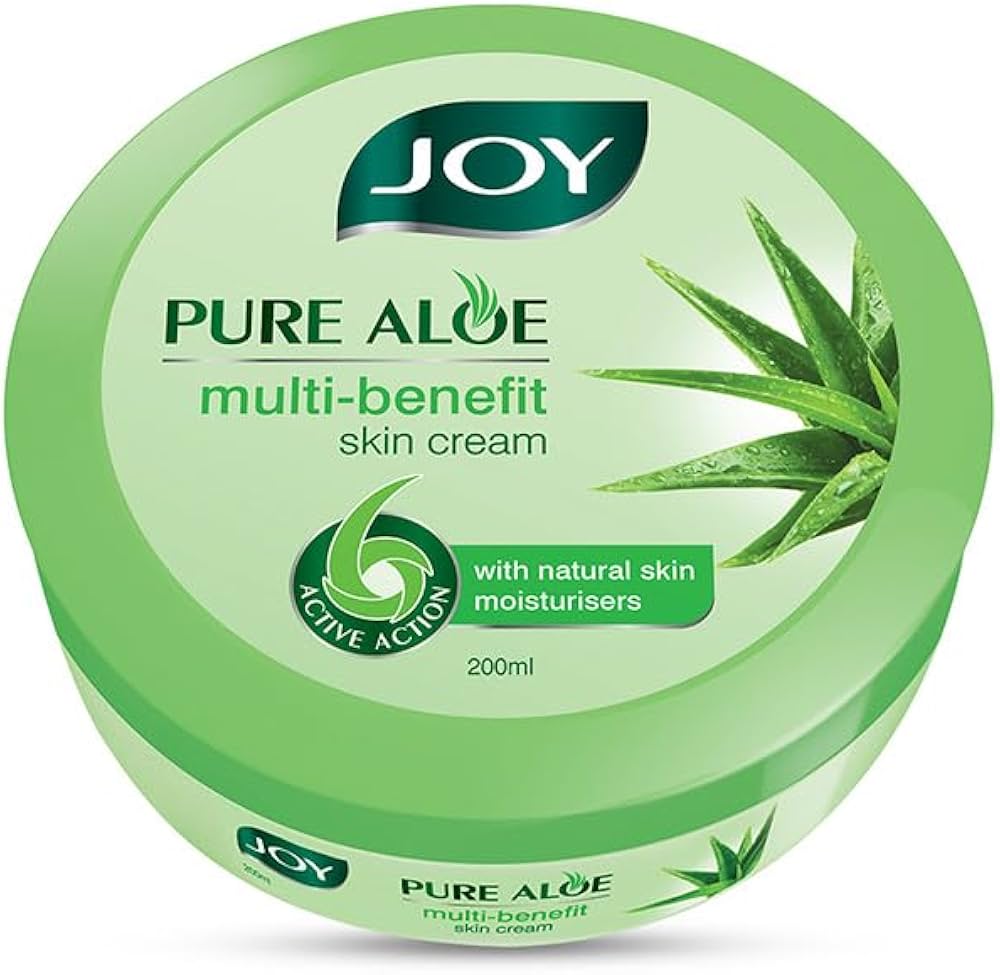 JOY
PURE ALOE
multi-benefit
skin cream
ACTIVE ACTION
with natural skin
moisturisers
200ml
JOY
200ml
PURE ALOE
multi-benefit
skin cream